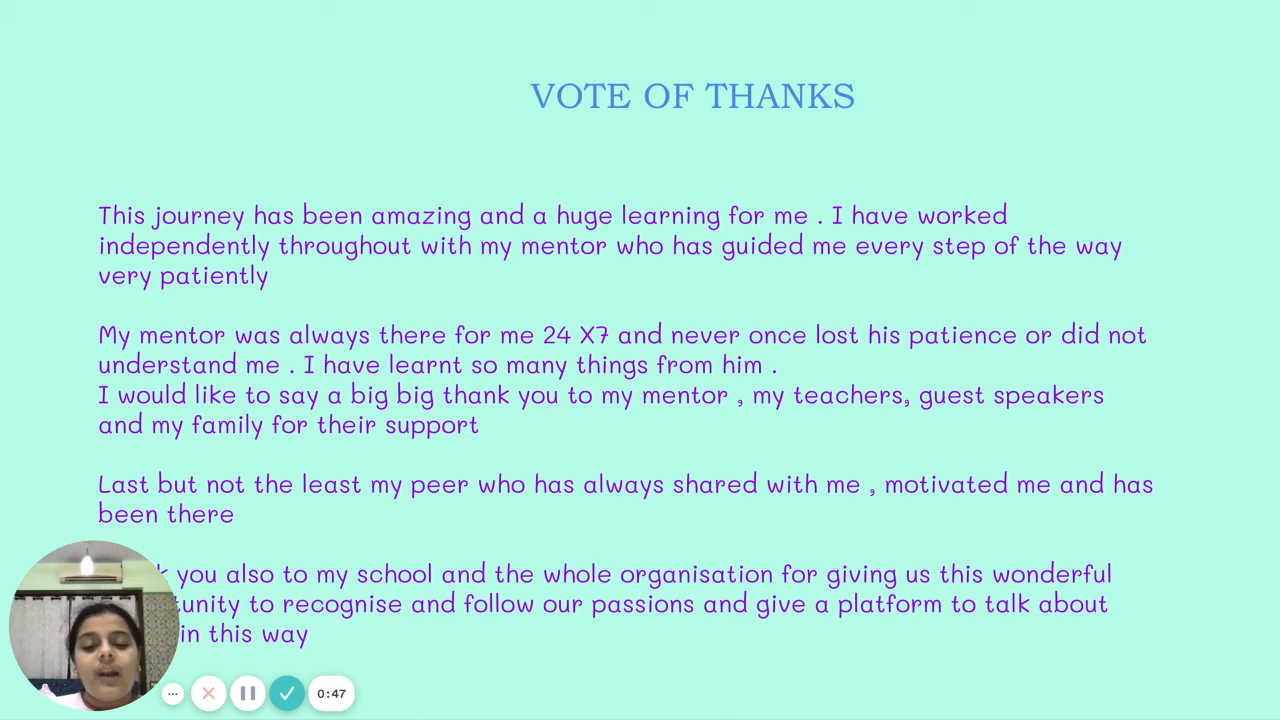 VOTE OF THANKS
This journey has been amazing and a huge learning for me . I have worked
independently throughout with my mentor who has guided me every step of the way
very patiently
My mentor was always there for me 24 X7 and never once lost his patience or did not
understand me . I have learnt so many things from him .
I would like to say a big big thank you to my mentor , my teachers, guest speakers
and my family for their support
Last but not the least my peer who has always shared with me , motivated me and has
been there
you also to my school and the whole organisation for giving us this wonderful
to recognise and follow our passions and give a platform to talk about
in this way
0:47